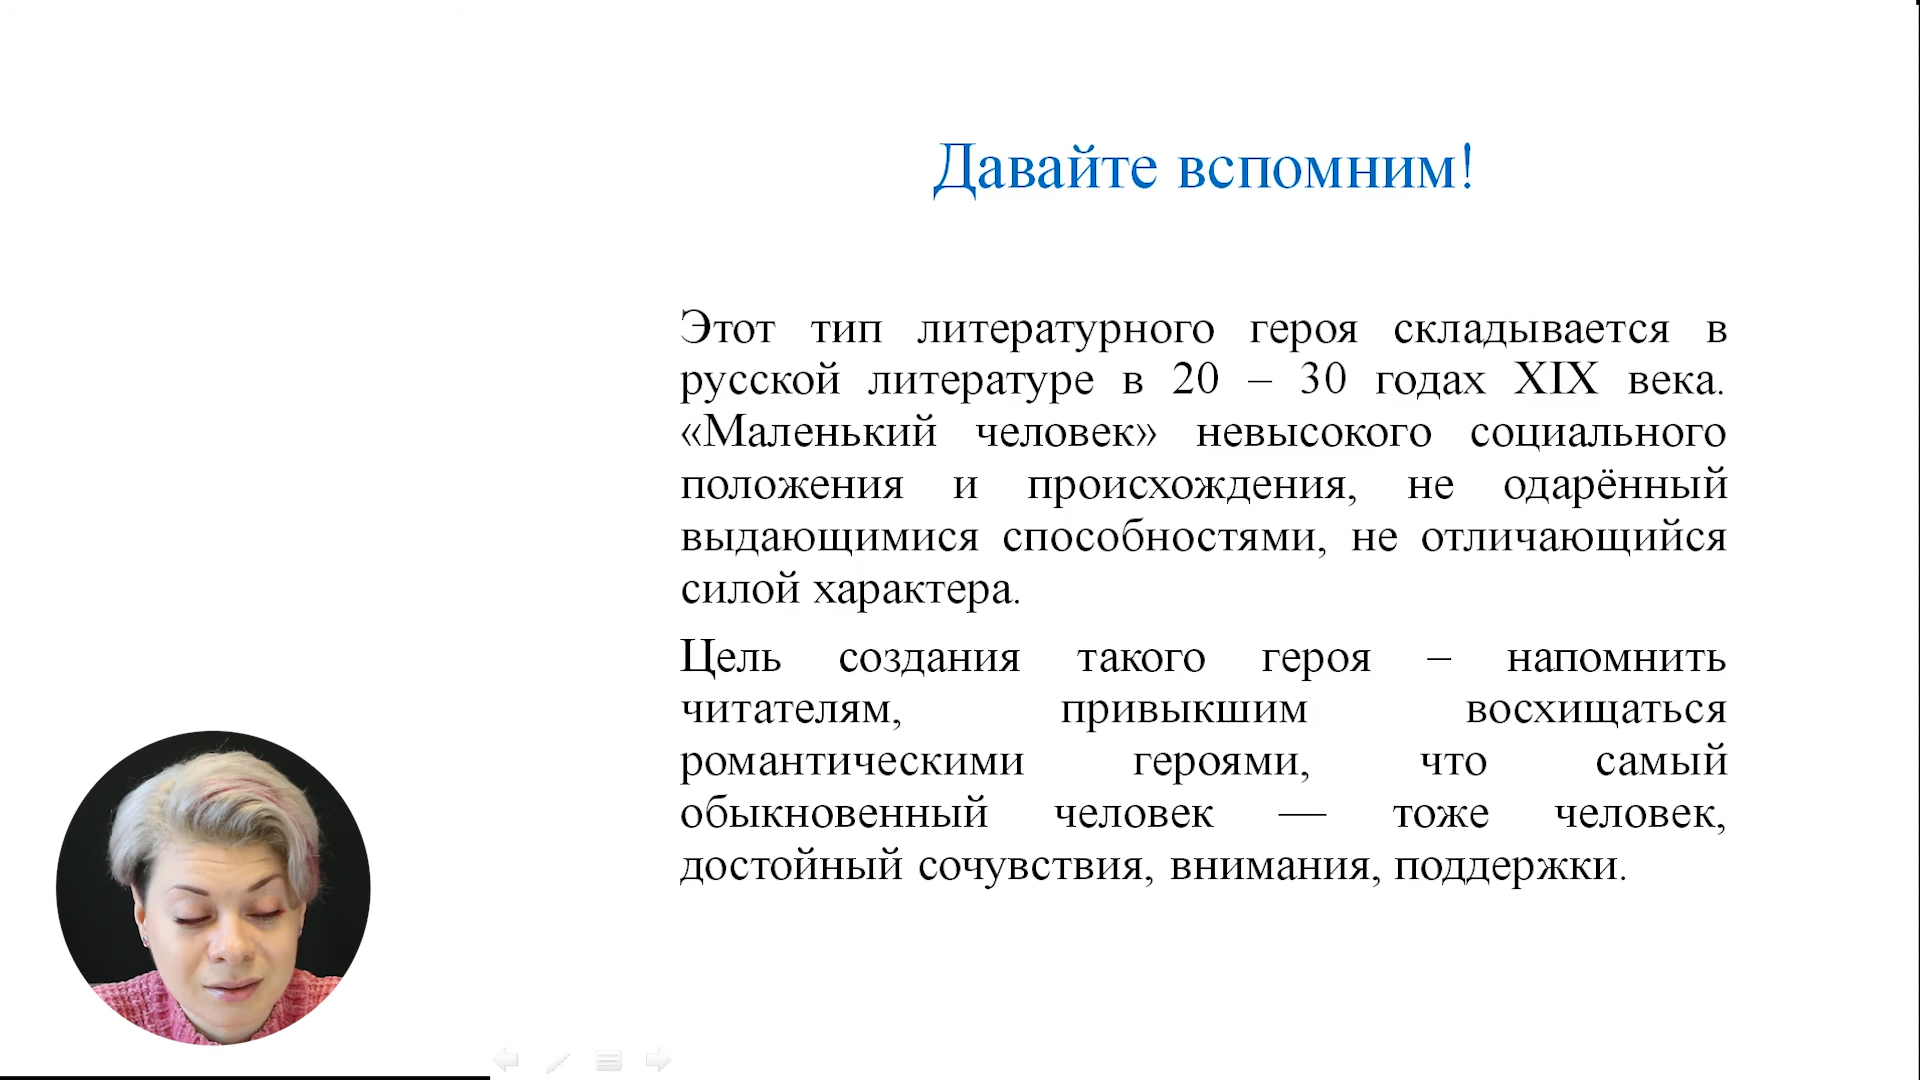 Давайте вспомним!
Этот тип литературного героя складывается в
русской литературе в 20 – 30 годах XIX века.
«Маленький человек» невысокого социального
положения и происхождения, не одарённый
выдающимися способностями, не отличающийся
силой характера.
Цель создания такого героя – напомнить
читателям, привыкшим восхищаться
романтическими героями, что самый
обыкновенный человек — тоже человек,
достойный сочувствия, внимания, поддержки.